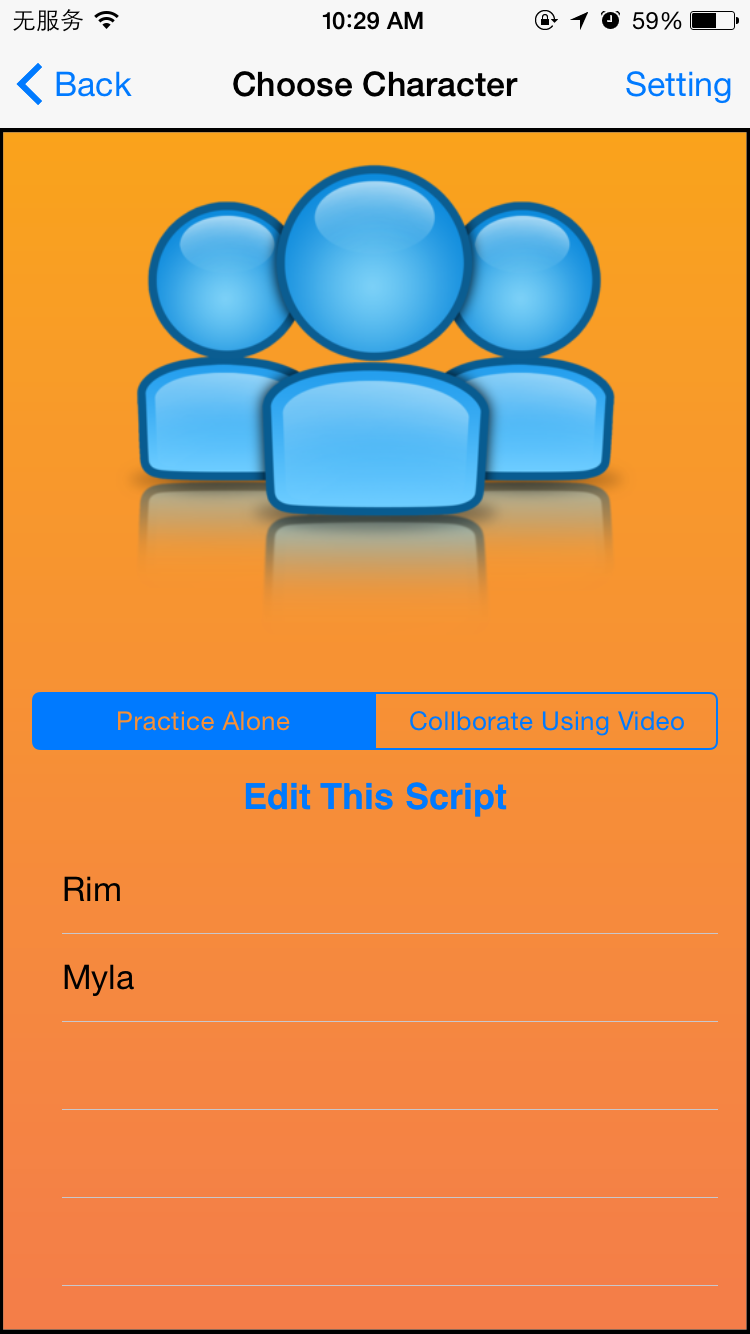 无服务 10:29 AM 59%
Back Choose Character Setting
Practice Alone Collborate Using Video
Edit This Script
Rim
Myla